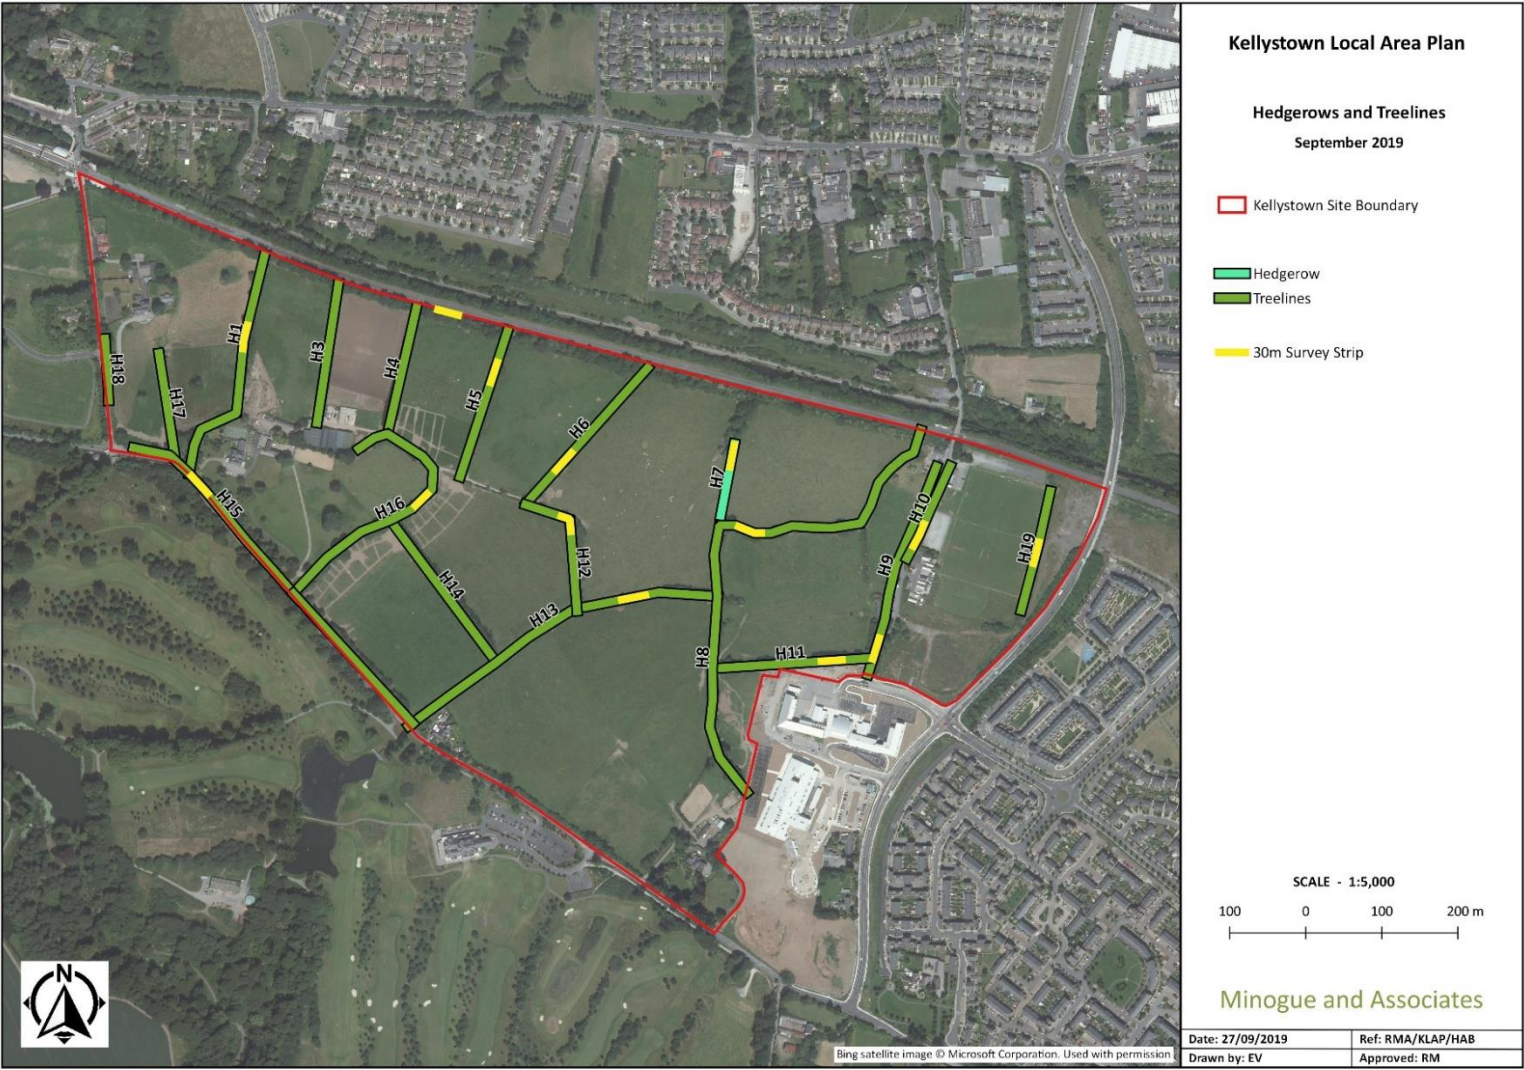 Kellystown Local Area Plan
Hedgerows and Treelines
September 2019
Kellystown Site Boundary
Hedgerow
Treelines
30m Survey Strip
SCALE - 1:5,000
100 0 100 200 m
Minogue and Associates
Date: 27/09/2019 Ref: RMA/KLAP/HAB
Drawn by: EV Approved: RM
H1
H3
H4
H5
H6
H7
H18
H17
H15
H16
H14
H12
H13
H8
H11
H9
H10
H19
N
Bing satellite image © Microsoft Corporation. Used with permission